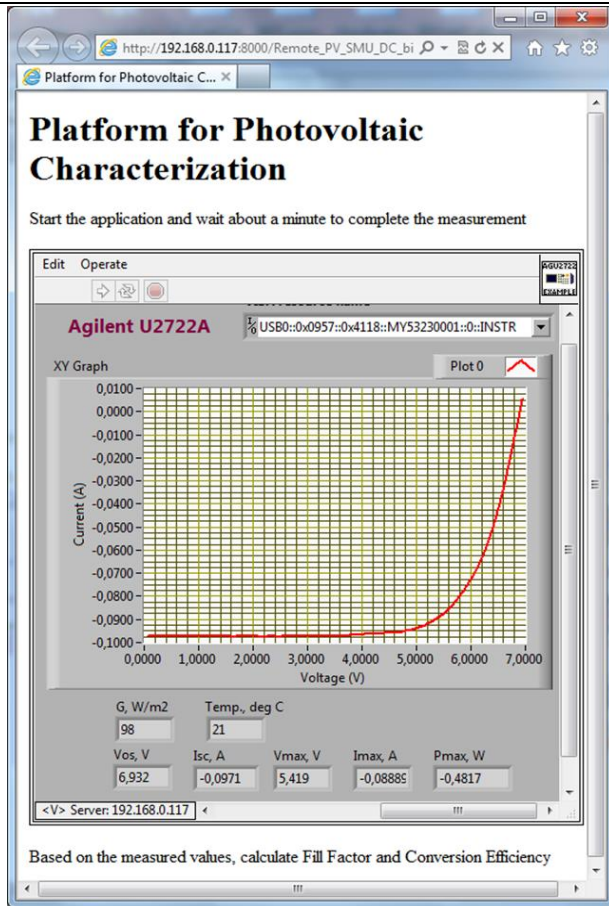 http://192.168.0.117:8000/Remote_PV_SMU_DC_bi
Platform for Photovoltaic C...
Platform for Photovoltaic
Characterization
Start the application and wait about a minute to complete the measurement
Edit Operate
AGU2722
EXAMPLE
Agilent U2722A
I/O USB0::0x0957::0x4118::MY53230001::0::INSTR
XY Graph
Plot 0
0,0100
0,0000
-0,0100
-0,0200
-0,0300
-0,0400
-0,0500
-0,0600
-0,0700
-0,0800
-0,0900
-0,1000
Current (A)
0,0000 1,0000 2,0000 3,0000 4,0000 5,0000 6,0000 7,0000
Voltage (V)
G, W/m2 Temp., deg C
98 21
Vos, V Isc, A Vmax, V Imax, A Pmax, W
6,932 -0,0971 5,419 -0,08889 -0,4817
<V> Server: 192.168.0.117
Based on the measured values, calculate Fill Factor and Conversion Efficiency